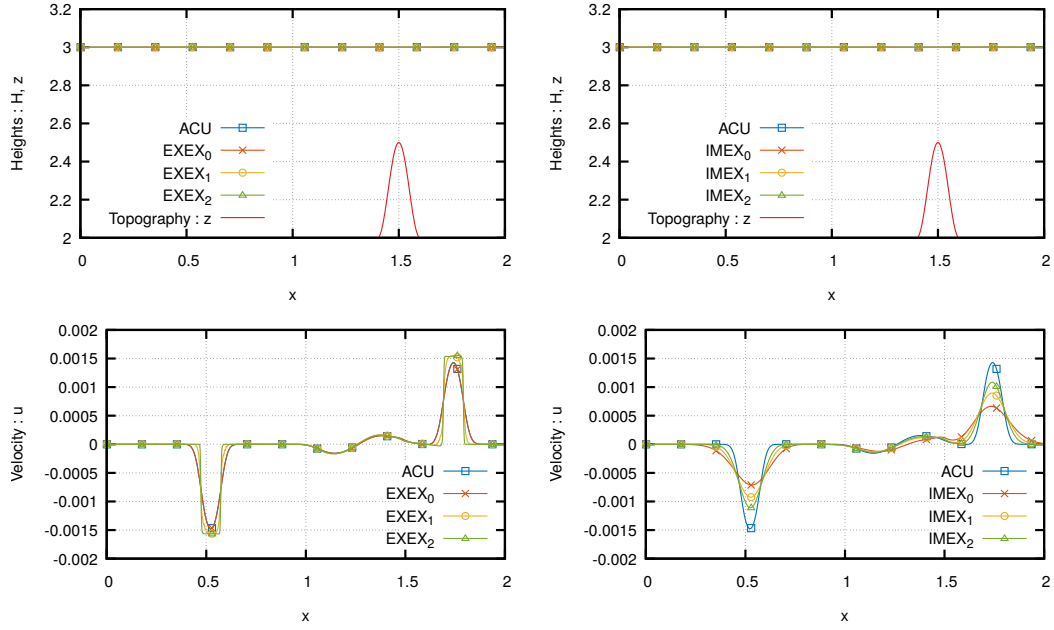 3.2
3
2.8
2.6
2.4
2.2
2
Heights : H, z
ACU
EXEX₀
EXEX₁
EXEX₂
Topography : z
0 0.5 1 1.5 2
x
3.2
3
2.8
2.6
2.4
2.2
2
Heights : H, z
ACU
IMEX₀
IMEX₁
IMEX₂
Topography : z
0 0.5 1 1.5 2
x
0.002
0.0015
0.001
0.0005
0
-0.0005
-0.001
-0.0015
-0.002
Velocity : u
ACU
EXEX₀
EXEX₁
EXEX₂
0 0.5 1 1.5 2
x
0.002
0.0015
0.001
0.0005
0
-0.0005
-0.001
-0.0015
-0.002
Velocity : u
ACU
IMEX₀
IMEX₁
IMEX₂
0 0.5 1 1.5 2
x